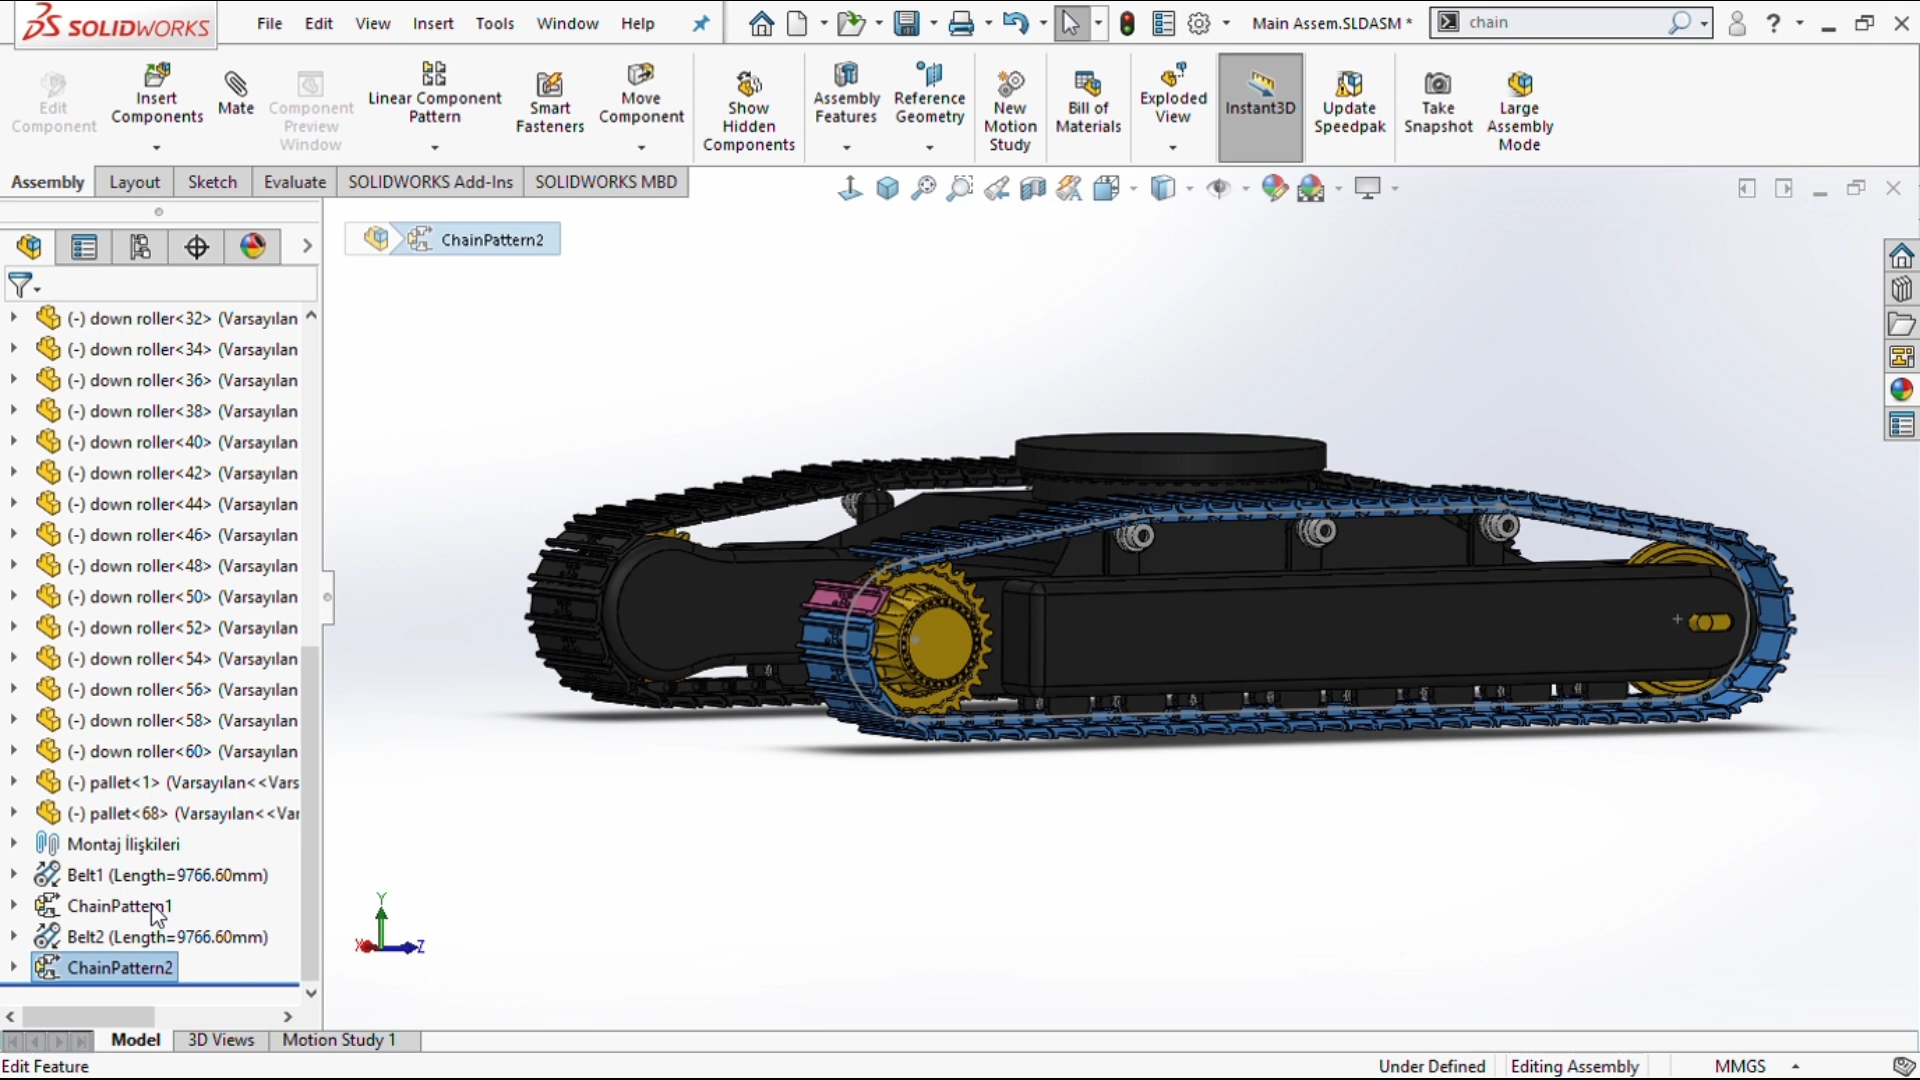 SOLIDWORKS File Edit View Insert Tools Window Help Main Assem.SLDASM * chain
Edit Component
Insert Components
Mate
Component Preview Window
Linear Component Pattern
Smart Fasteners
Move Component
Show Hidden Components
Assembly Features
Reference Geometry
New Motion Study
Bill of Materials
Exploded View
Instant3D
Update Speedpak
Take Snapshot
Large Assembly Mode
Assembly Layout Sketch Evaluate SOLIDWORKS Add-Ins SOLIDWORKS MBD
ChainPattern2
(-) down roller<32> (Varsayılan
(-) down roller<34> (Varsayılan
(-) down roller<36> (Varsayılan
(-) down roller<38> (Varsayılan
(-) down roller<40> (Varsayılan
(-) down roller<42> (Varsayılan
(-) down roller<44> (Varsayılan
(-) down roller<46> (Varsayılan
(-) down roller<48> (Varsayılan
(-) down roller<50> (Varsayılan
(-) down roller<52> (Varsayılan
(-) down roller<54> (Varsayılan
(-) down roller<56> (Varsayılan
(-) down roller<58> (Varsayılan
(-) down roller<60> (Varsayılan
(-) pallet<1> (Varsayılan<<Vars
(-) pallet<68> (Varsayılan<<Var
Montaj İlişkileri
Belt1 (Length=9766.60mm)
ChainPattern1
Belt2 (Length=9766.60mm)
ChainPattern2
Y
X Z
Model 3D Views Motion Study 1
Edit Feature Under Defined Editing Assembly MMGS